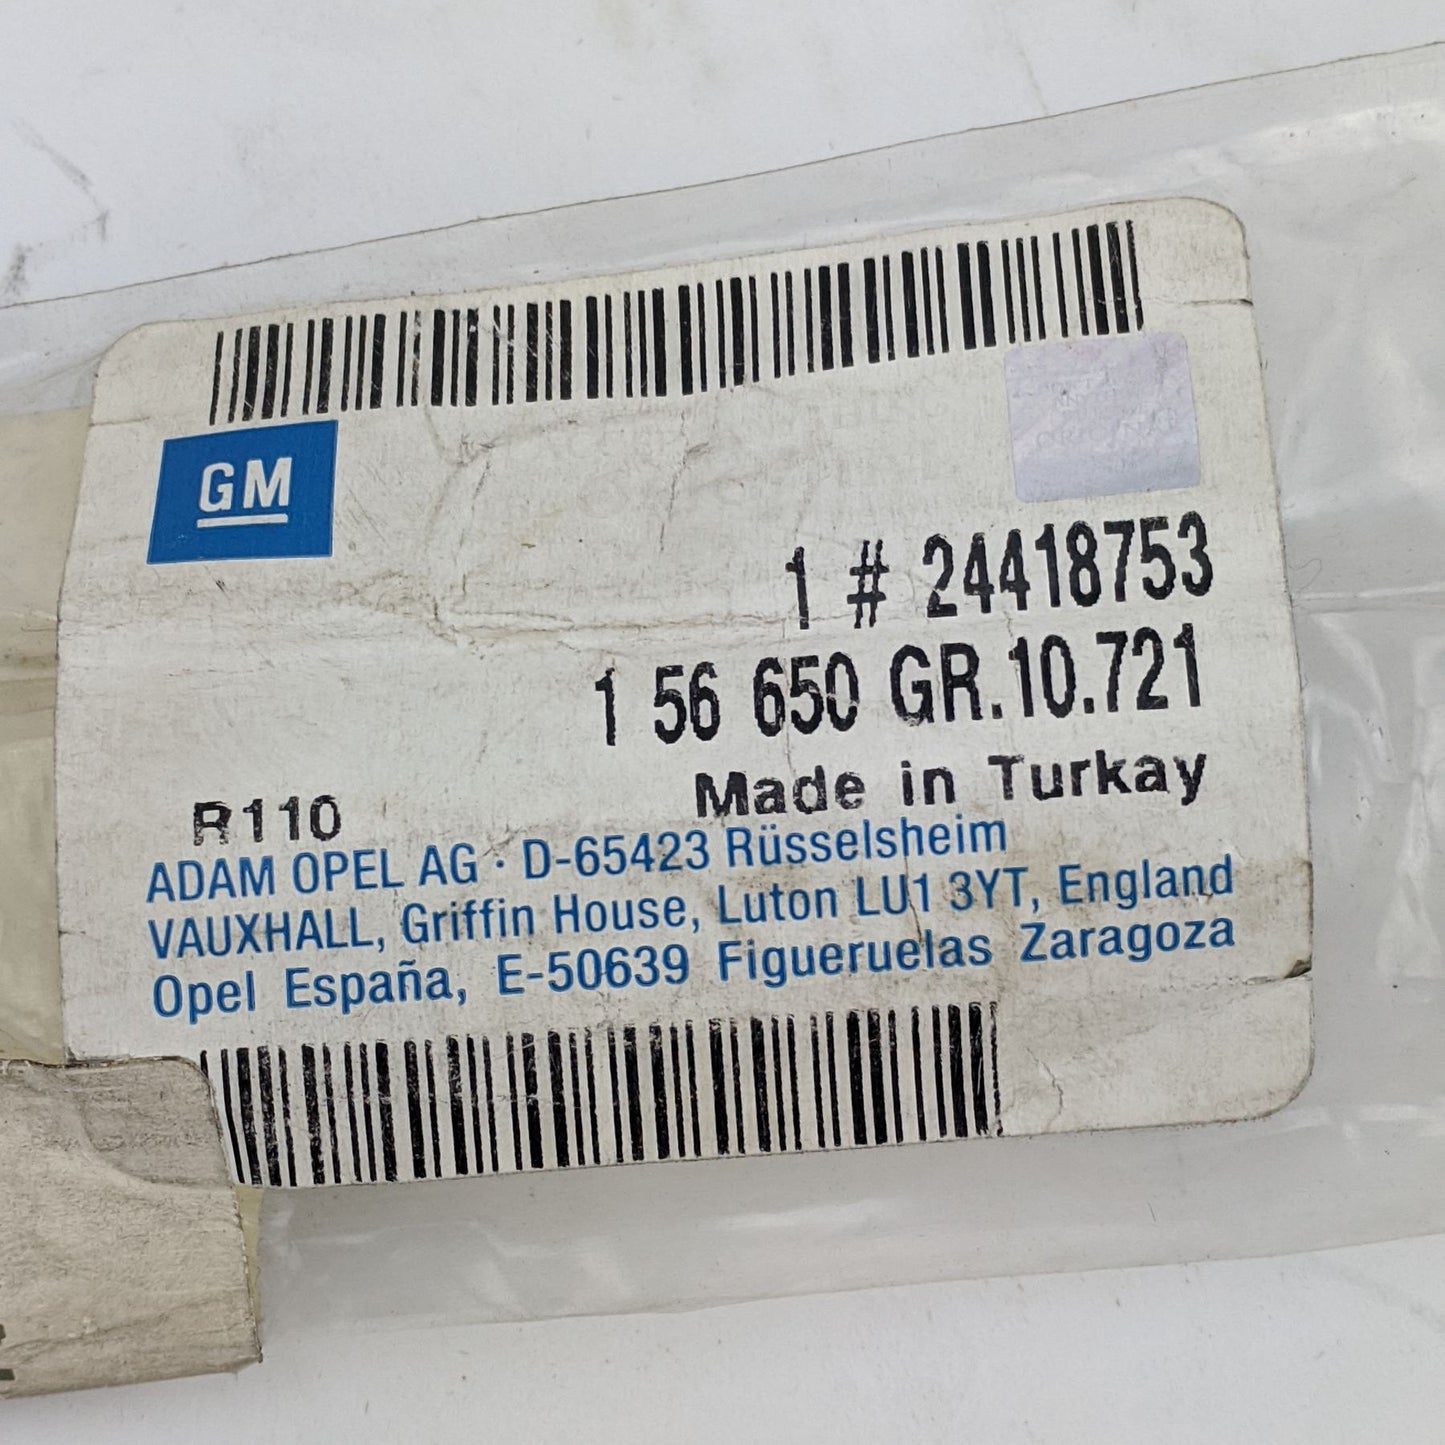 GM
1 # 24418753
1 56 650 GR.10.721
Made in Turkay
R110
ADAM OPEL AG · D-65423 Rüsselsheim
VAUXHALL, Griffin House, Luton LU1 3YT, England
Opel España, E-50639 Figueruelas Zaragoza